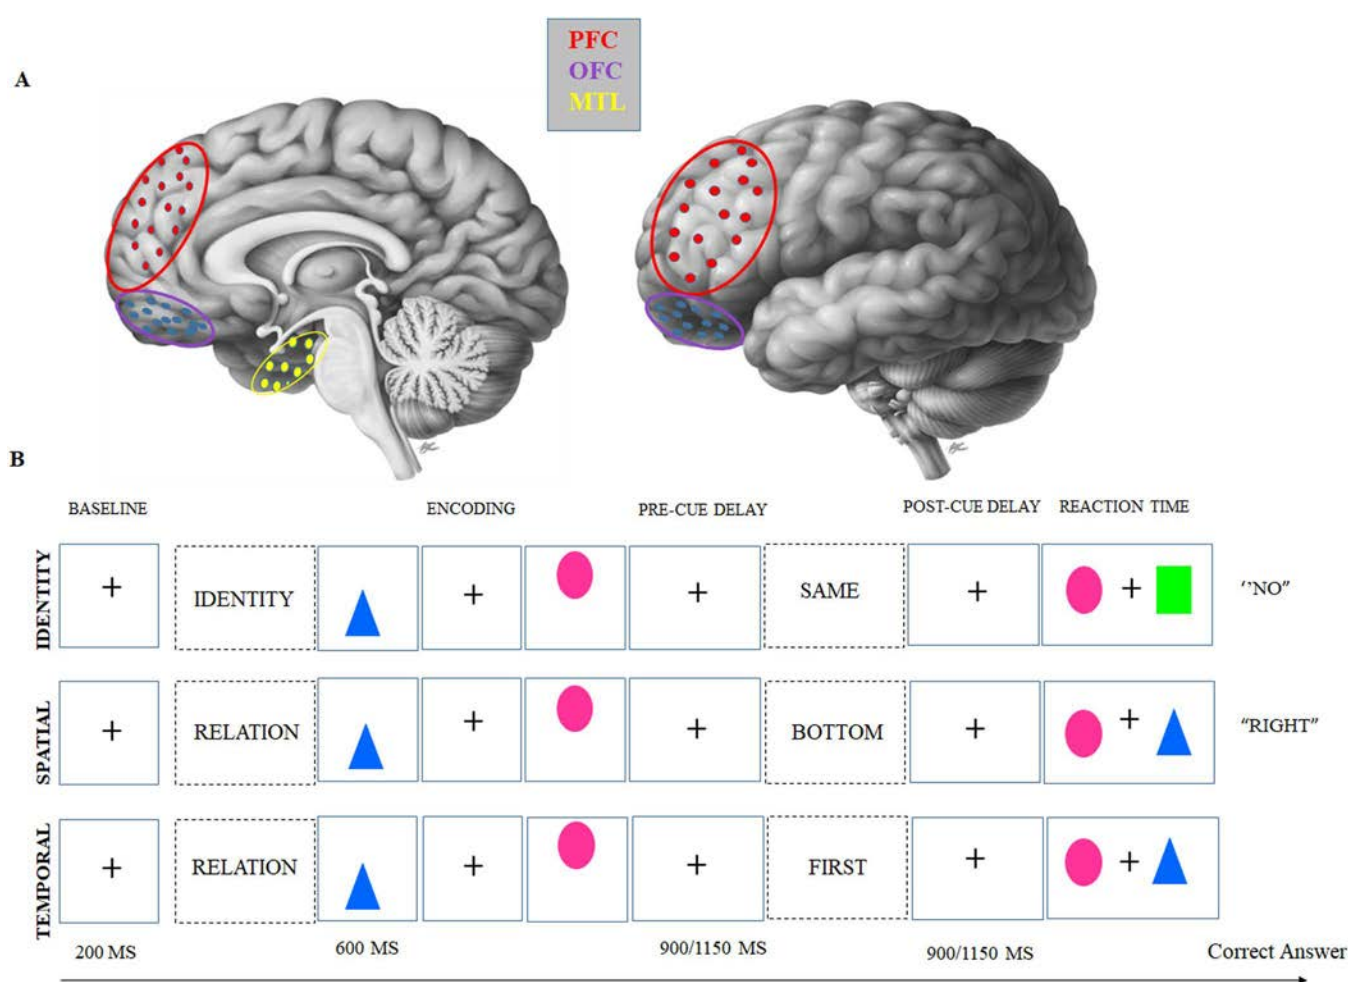 PFC
OFC
MTL
A
B
BASELINE ENCODING PRE-CUE DELAY POST-CUE DELAY REACTION TIME
IDENTITY
IDENTITY + IDENTITY + + SAME + + ‘’NO”
SPATIAL
+ RELATION + + BOTTOM + + “RIGHT”
TEMPORAL
+ RELATION + + FIRST + +
200 MS 600 MS 900/1150 MS 900/1150 MS Correct Answer